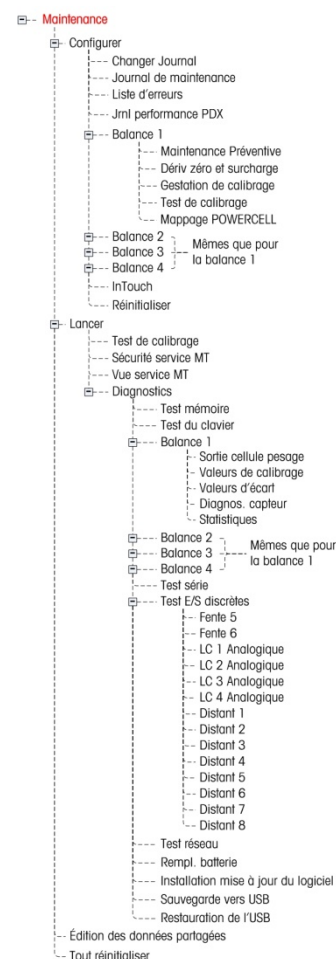 Maintenance
Configurer
Changer Journal
Journal de maintenance
Liste d'erreurs
Jrnl performance PDX
Balance 1
Maintenance Préventive
Dériv zéro et surcharge
Gestation de calibrage
Test de calibrage
Mappage POWERCELL
Balance 2
Balance 3
Balance 4
Mêmes que pour
la balance 1
InTouch
Réinitialiser
Lancer
Test de calibrage
Sécurité service MT
Vue service MT
Diagnostics
Test mémoire
Test du clavier
Balance 1
Sortie cellule pesage
Valeurs de calibrage
Valeurs d'écart
Diagnos. capteur
Statistiques
Balance 2
Balance 3
Balance 4
Mêmes que pour
la balance 1
Test série
Test E/S discrètes
Fente 5
Fente 6
LC 1 Analogique
LC 2 Analogique
LC 3 Analogique
LC 4 Analogique
Distant 1
Distant 2
Distant 3
Distant 4
Distant 5
Distant 6
Distant 7
Distant 8
Test réseau
Rempl. batterie
Installation mise à jour du logiciel
Sauvegarde vers USB
Restauration de l'USB
Édition des données partagées
Tout réinitialiser